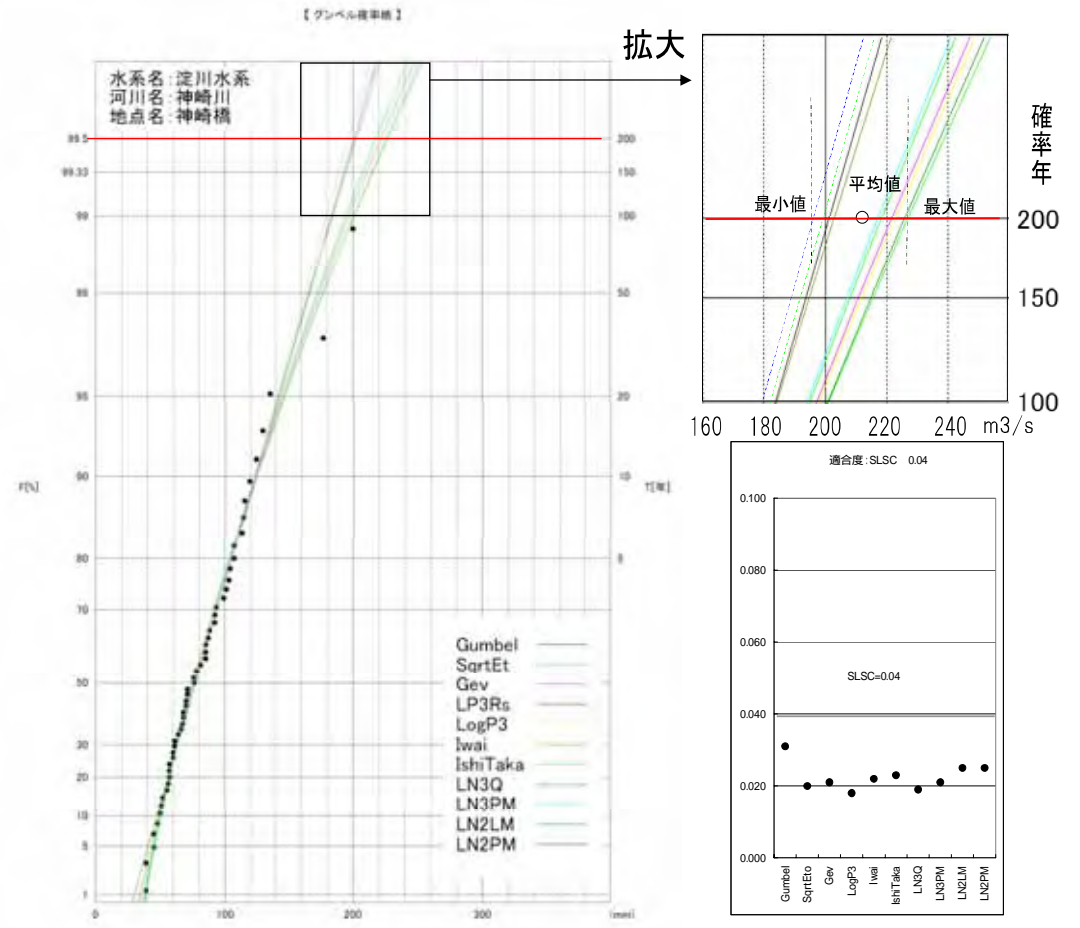 【 グンベル確率紙 】
水系名：淀川水系
河川名：神崎川
地点名：神崎橋
99.5
99.33
99
95
90
80
70
50
30
20
10
5
1
F[%]
200
150
100
50
20
10
5
T[年]
0
100
200
300
(mm)
Gumbel
SqrtEt
Gev
LP3Rs
LogP3
Iwai
IshiTaka
LN3Q
LN3PM
LN2LM
LN2PM
拡大
最小値
平均値
最大値
確率年
200
150
100
160 180 200 220 240 m3/s
適合度：SLSC 0.04
0.100
0.080
0.060
SLSC=0.04
0.040
0.020
0.000
Gumbel
SqrtEto
Gev
LogP3
Iwai
IshiTaka
LN3Q
LN3PM
LN2LM
LN2PM